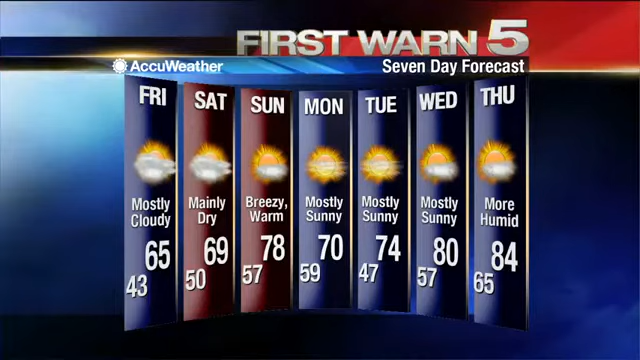 FIRST WARN 5
AccuWeather
Seven Day Forecast
FRI
Mostly
Cloudy
65
43
SAT
Mainly
Dry
69
50
SUN
Breezy,
Warm
78
57
MON
Mostly
Sunny
70
59
TUE
Mostly
Sunny
74
47
WED
Mostly
Sunny
80
57
THU
More
Humid
84
65